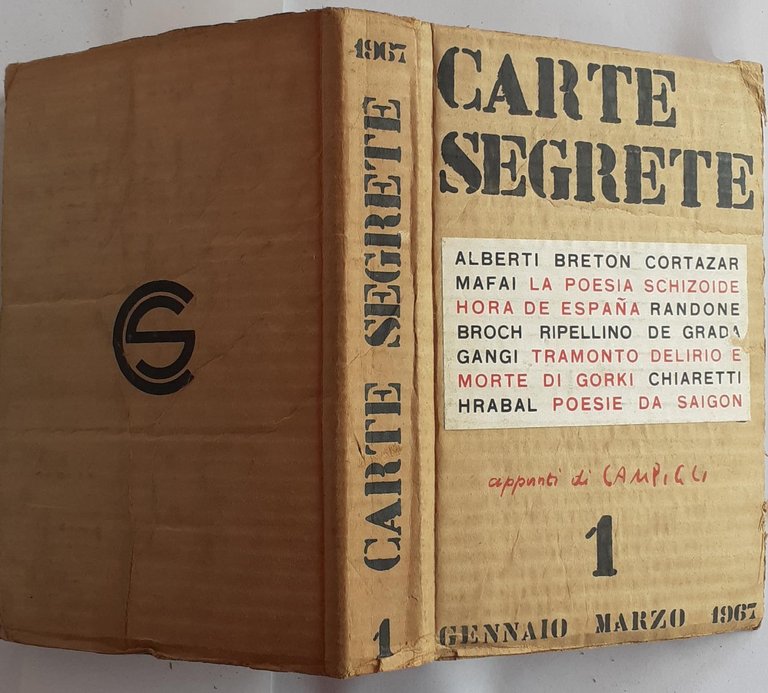 CS
1967
CARTE SEGRETE
1
CARTE
SEGRETE
ALBERTI BRETON CORTAZAR
MAFAI LA POESIA SCHIZOIDE
HORA DE ESPAÑA RANDONE
BROCH RIPELLINO DE GRADA
GANGI TRAMONTO DELIRIO E
MORTE DI GORKI CHIARETTI
HRABAL POESIE DA SAIGON
appunti di CAMPIGLI
1
GENNAIO MARZO 1967